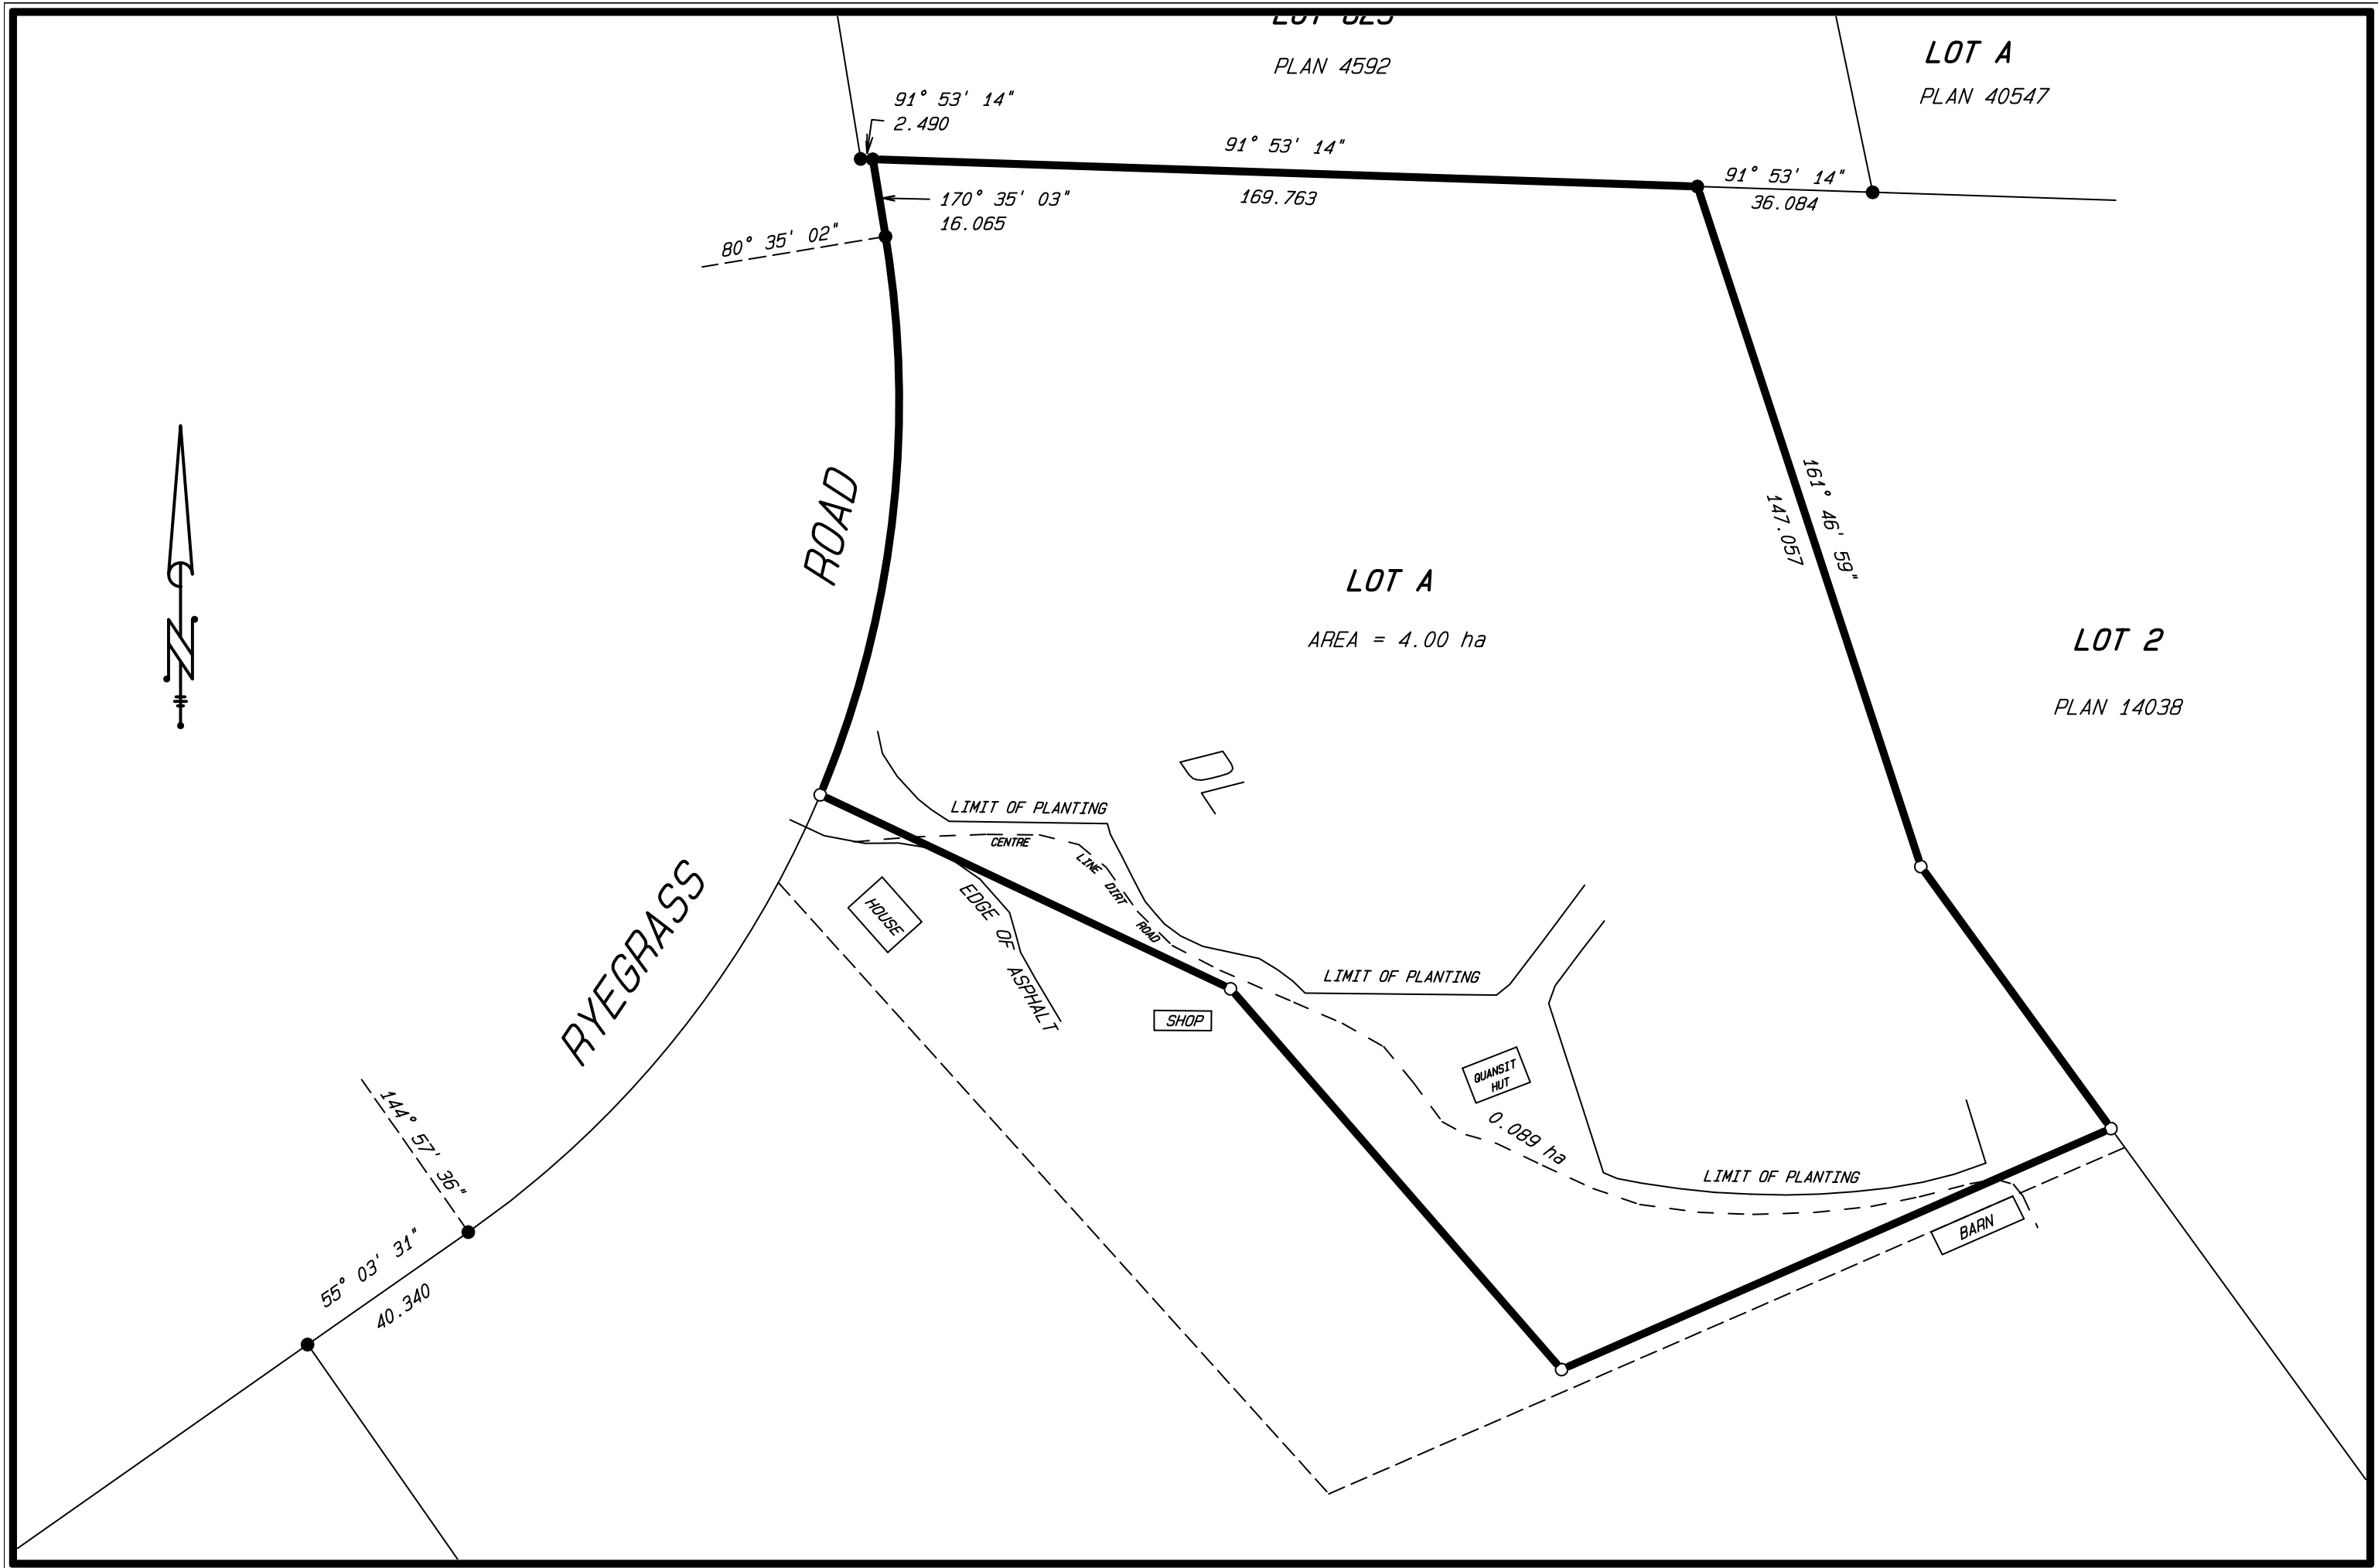 PLAN 4592
LOT A
PLAN 40547
91° 53' 14"
2.490
91° 53' 14"
169.763
91° 53' 14"
36.084
170° 35' 03"
16.065
80° 35' 02"
ROAD
161° 46' 59"
147.057
LOT A
AREA = 4.00 ha
LOT 2
PLAN 14038
N
DL
LIMIT OF PLANTING
CENTRE LINE DIRT ROAD
HOUSE
EDGE OF ASPHALT
RYEGRASS
LIMIT OF PLANTING
SHOP
QUANSIT
HUT
0.089 ha
LIMIT OF PLANTING
BARN
144° 57' 36"
55° 03' 31"
40.340